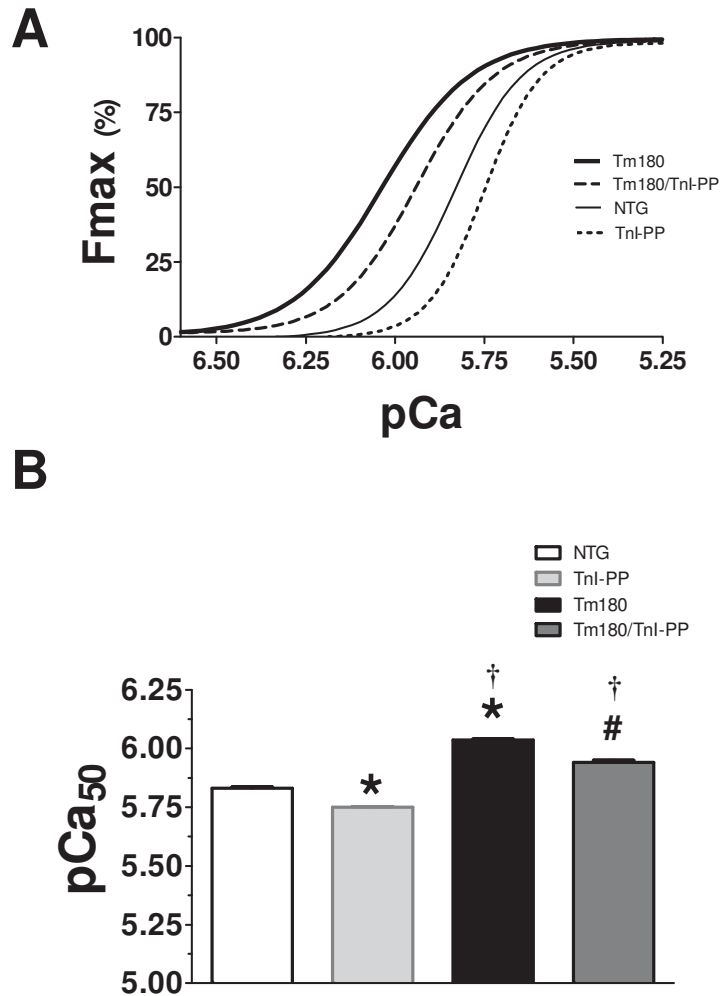 A
100
75
50
25
0
Fmax (%)
Tm180
Tm180/TnI-PP
NTG
TnI-PP
6.50 6.25 6.00 5.75 5.50 5.25
pCa
B
NTG
TnI-PP
Tm180
Tm180/TnI-PP
6.25
6.00
5.75
5.50
5.25
5.00
pCa50
* † * † #